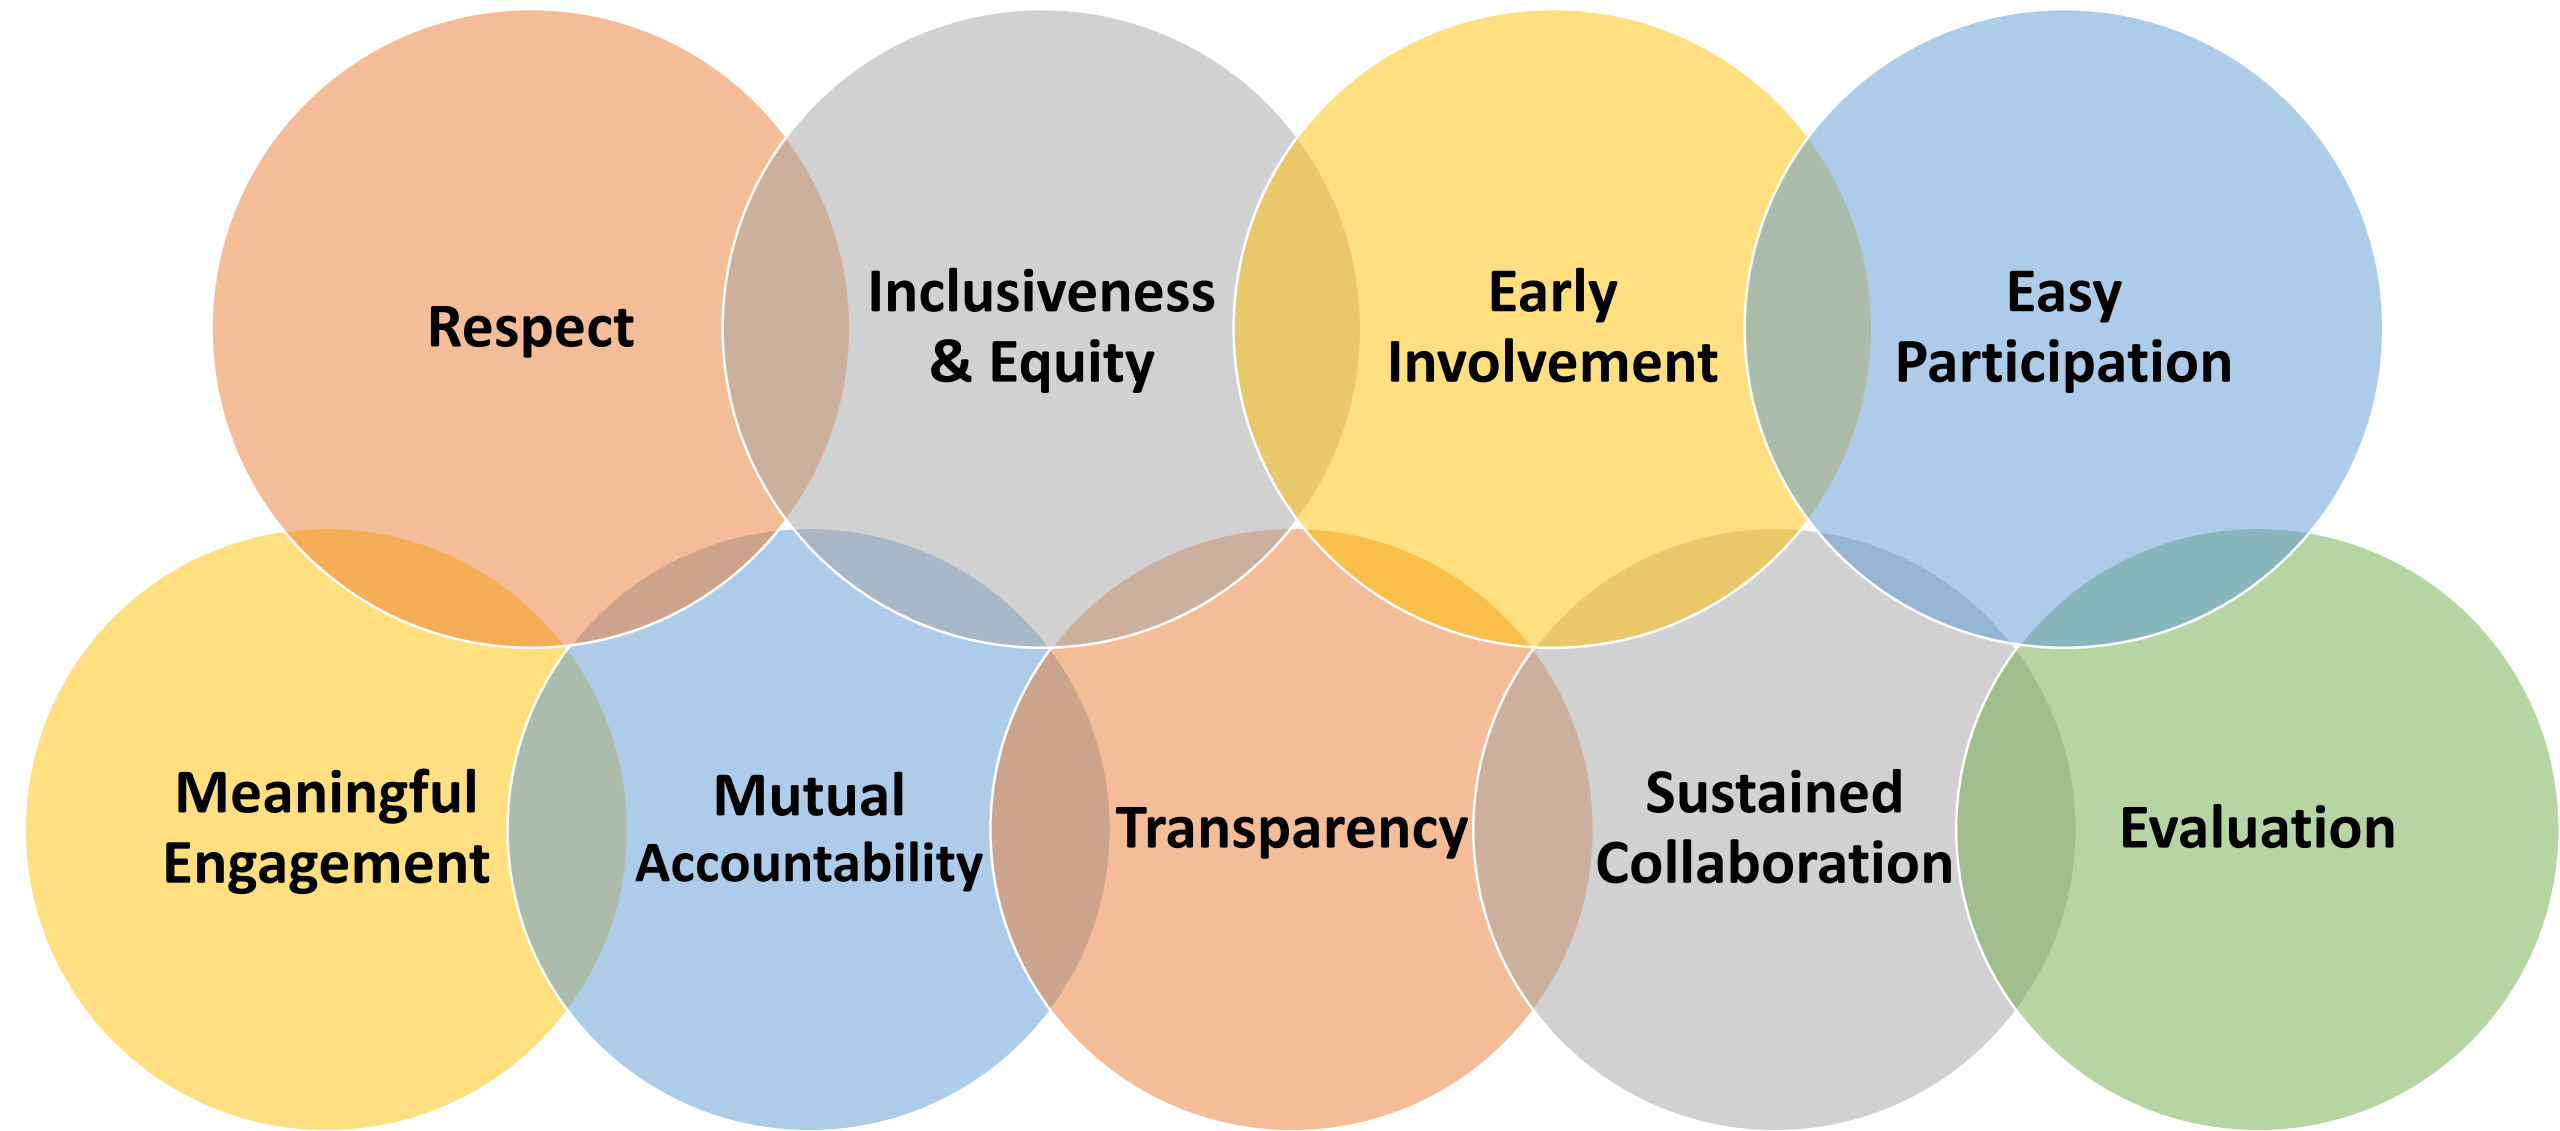 Respect
Inclusiveness
& Equity
Early
Involvement
Easy
Participation
Meaningful
Engagement
Mutual
Accountability
Transparency
Sustained
Collaboration
Evaluation